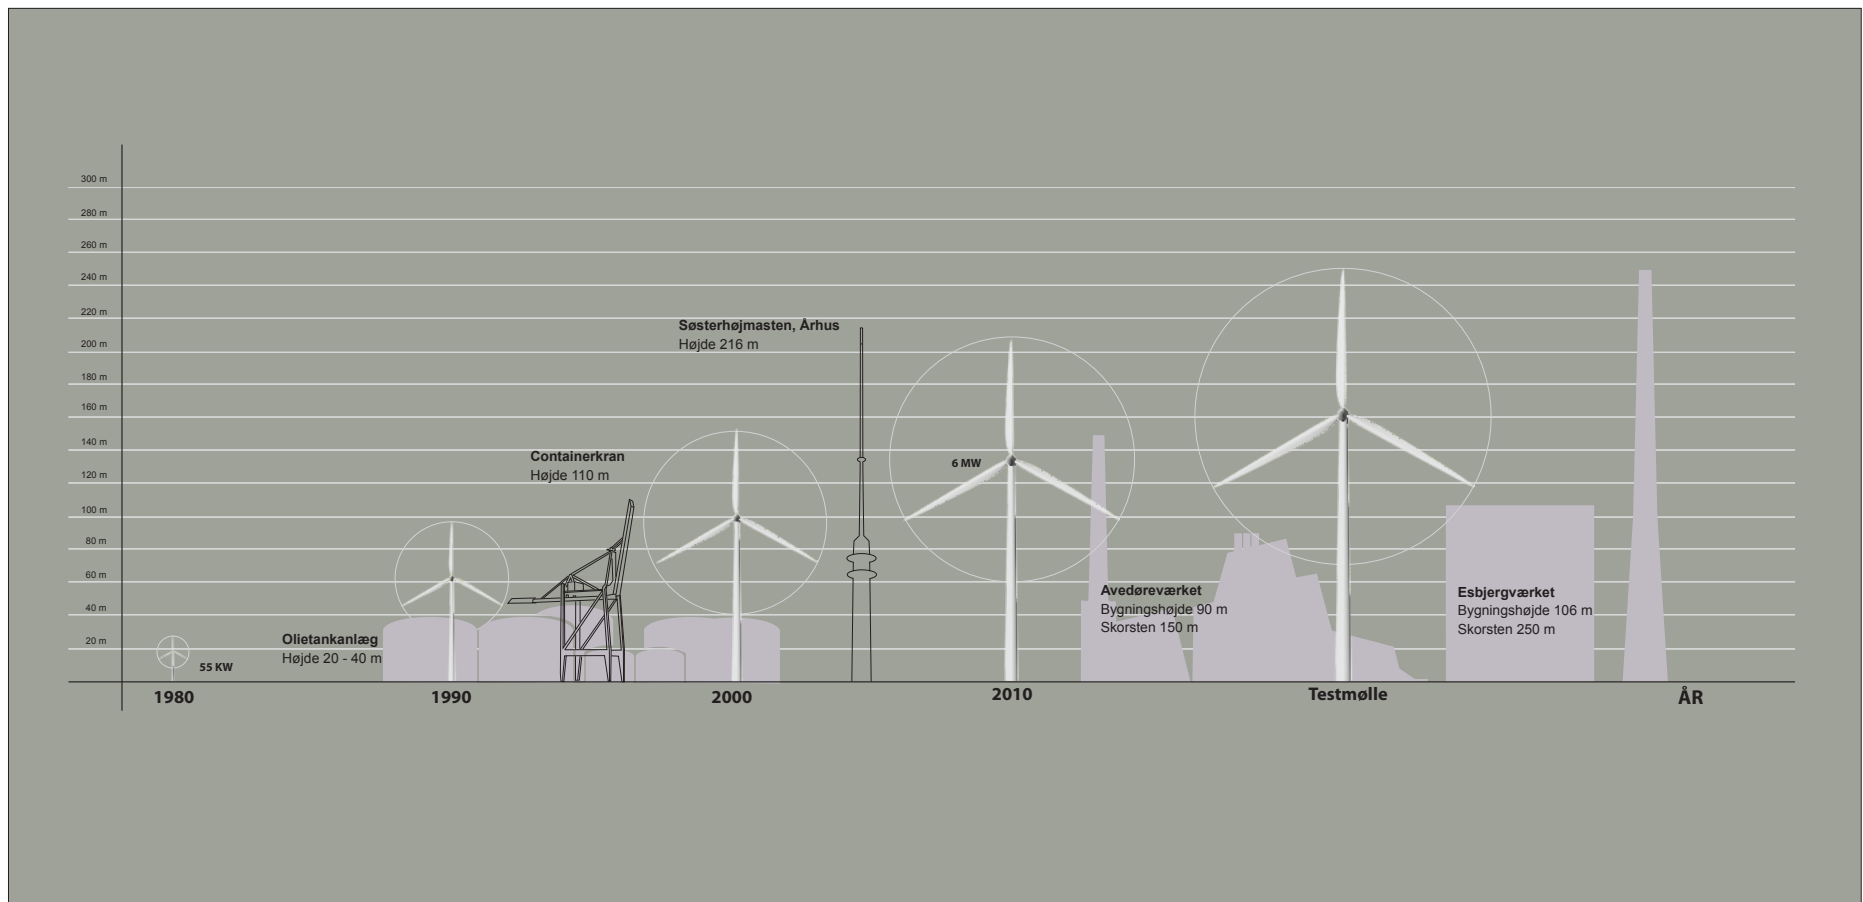 300 m
280 m
260 m
240 m
220 m
200 m
180 m
160 m
140 m
120 m
100 m
80 m
60 m
40 m
20 m
55 KW
Olietankanlæg
Højde 20 - 40 m
Containerkran
Højde 110 m
Søsterhøjmasten, Århus
Højde 216 m
6 MW
Avedøreværket
Bygningshøjde 90 m
Skorsten 150 m
Esbjergværket
Bygningshøjde 106 m
Skorsten 250 m
1980
1990
2000
2010
Testmølle
ÅR